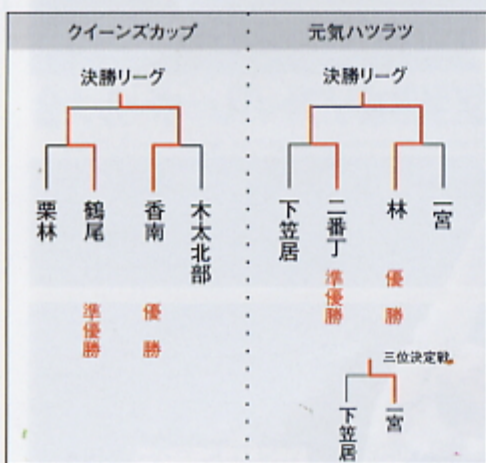 クイーンズカップ
決勝リーグ
栗林
鶴尾
準優勝
香南
優勝
木太北部
元気ハツラツ
決勝リーグ
下笠居
二番丁
準優勝
林
優勝
一宮
三位決定戦
下笠居
一宮